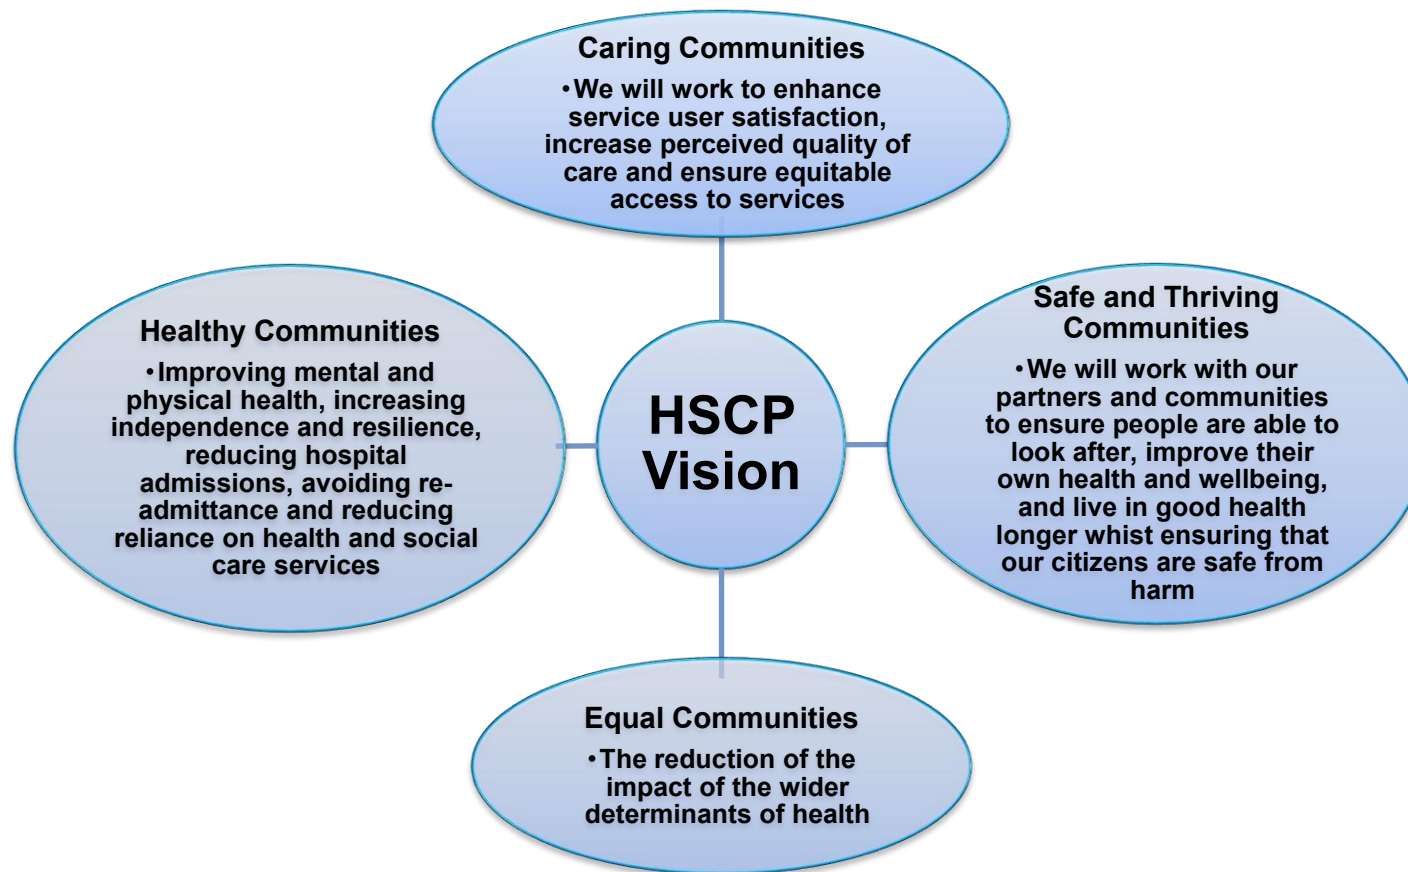 Caring Communities
•We will work to enhance
service user satisfaction,
increase perceived quality of
care and ensure equitable
access to services
Healthy Communities
•Improving mental and
physical health, increasing
independence and resilience,
reducing hospital
admissions, avoiding re-
admittance and reducing
reliance on health and social
care services
HSCP
Vision
Safe and Thriving
Communities
•We will work with our
partners and communities
to ensure people are able to
look after, improve their
own health and wellbeing,
and live in good health
longer whist ensuring that
our citizens are safe from
harm
Equal Communities
•The reduction of the
impact of the wider
determinants of health